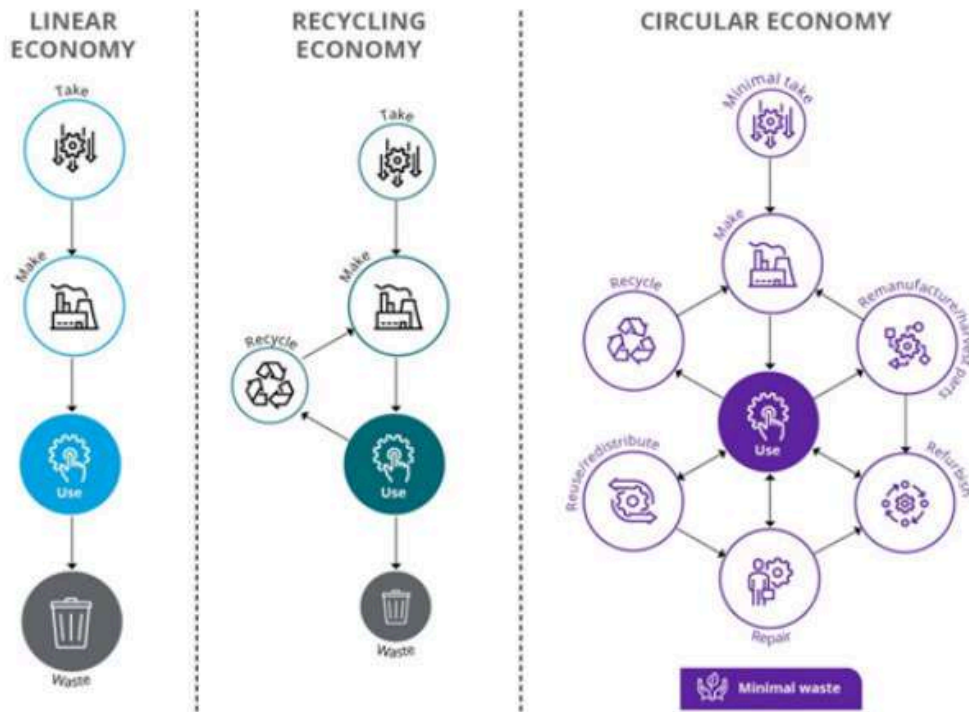 LINEAR
ECONOMY
Take
Make
Use
Waste
RECYCLING
ECONOMY
Take
Make
Recycle
Use
Waste
CIRCULAR ECONOMY
Minimal take
Make
Recycle
Remanufacture/harvest parts
Use
Reuse/redistribute
Refurbish
Repair
Minimal waste